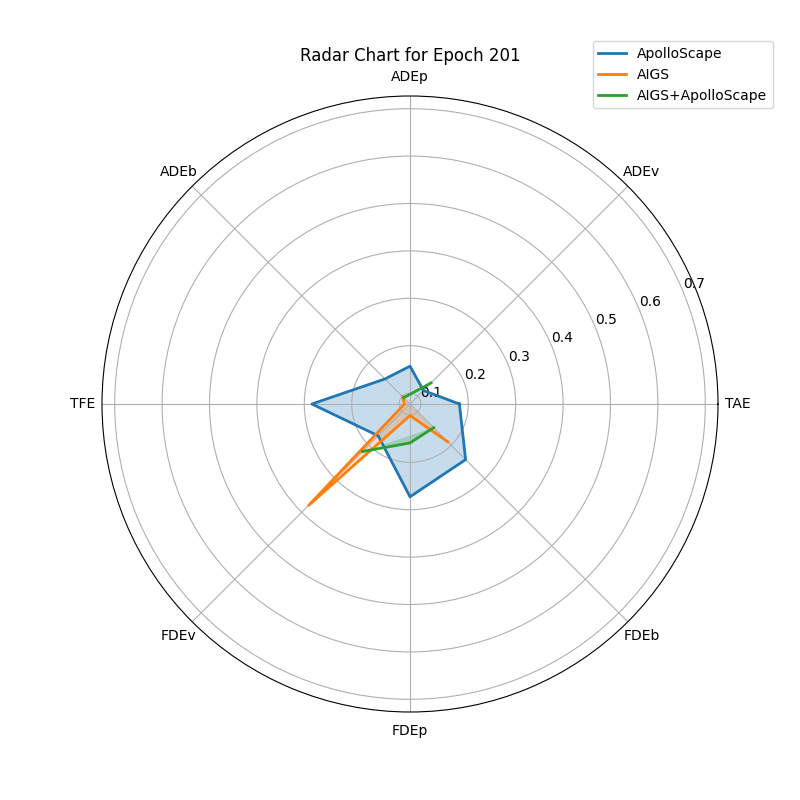 Radar Chart for Epoch 201
ApolloScape
AIGS
AIGS+ApolloScape
ADEp
ADEb
ADEv
0.7
0.6
0.5
0.4
0.3
0.2
0.1
TFE
TAE
FDEv
FDEb
FDEp